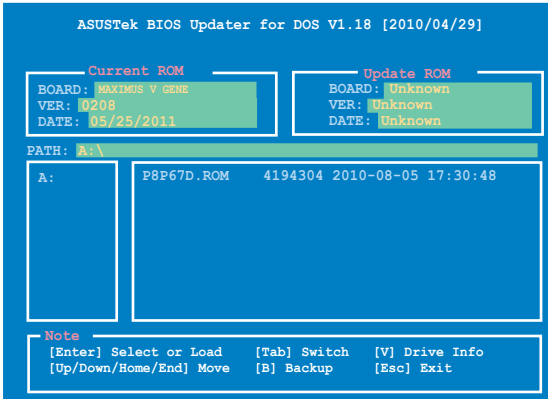 ASUSTek BIOS Updater for DOS V1.18 [2010/04/29]
Current ROM
BOARD: MAXIMUS V GENE
VER: 0208
DATE: 05/25/2011
Update ROM
BOARD: Unknown
VER: Unknown
DATE: Unknown
PATH: A:\
A:
P8P67D.ROM 4194304 2010-08-05 17:30:48
Note
[Enter] Select or Load [Tab] Switch [V] Drive Info
[Up/Down/Home/End] Move [B] Backup [Esc] Exit